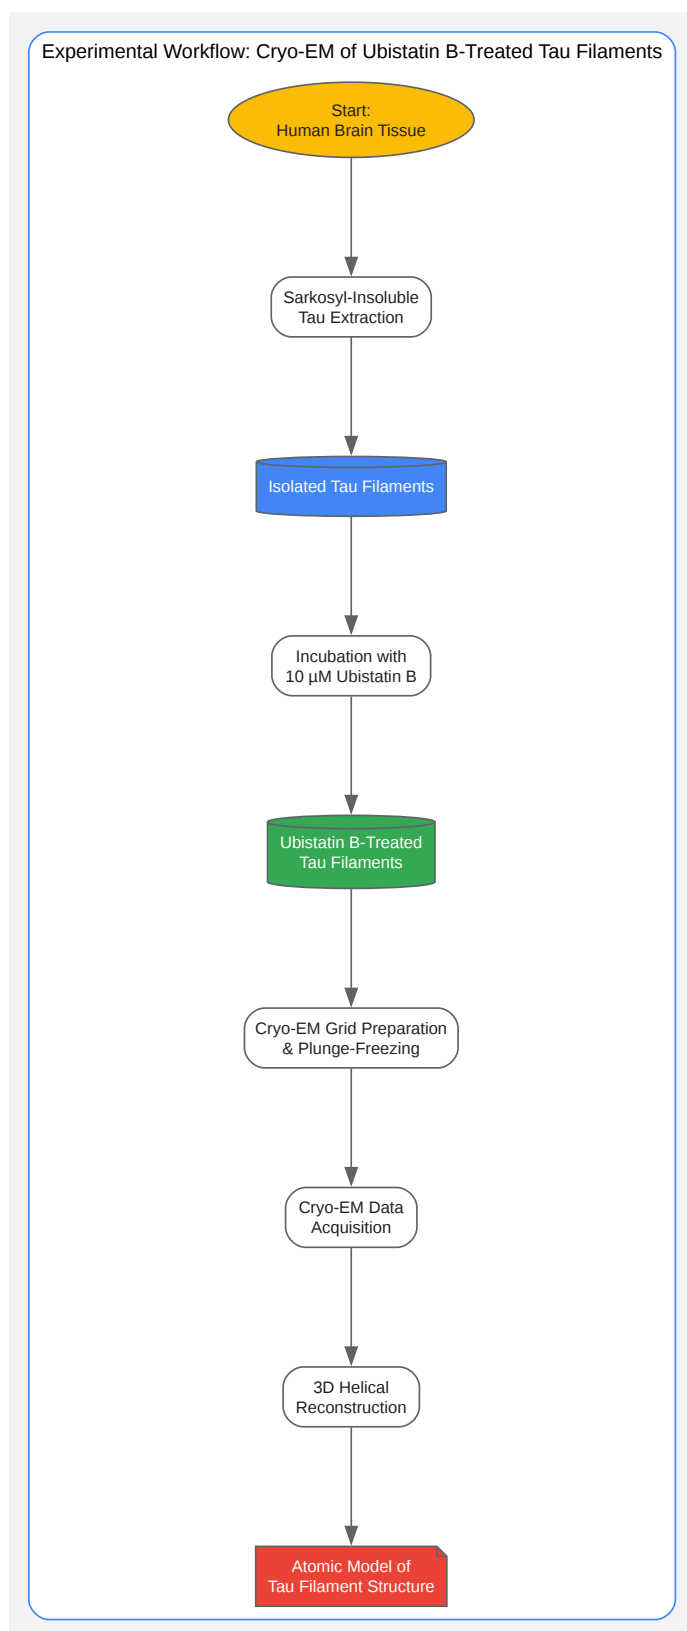 Experimental Workflow: Cryo-EM of Ubistatin B-Treated Tau Filaments
Start:
Human Brain Tissue
Sarkosyl-Insoluble
Tau Extraction
Isolated Tau Filaments
Incubation with
10 µM Ubistatin B
Ubistatin B-Treated
Tau Filaments
Cryo-EM Grid Preparation
& Plunge-Freezing
Cryo-EM Data
Acquisition
3D Helical
Reconstruction
Atomic Model of
Tau Filament Structure